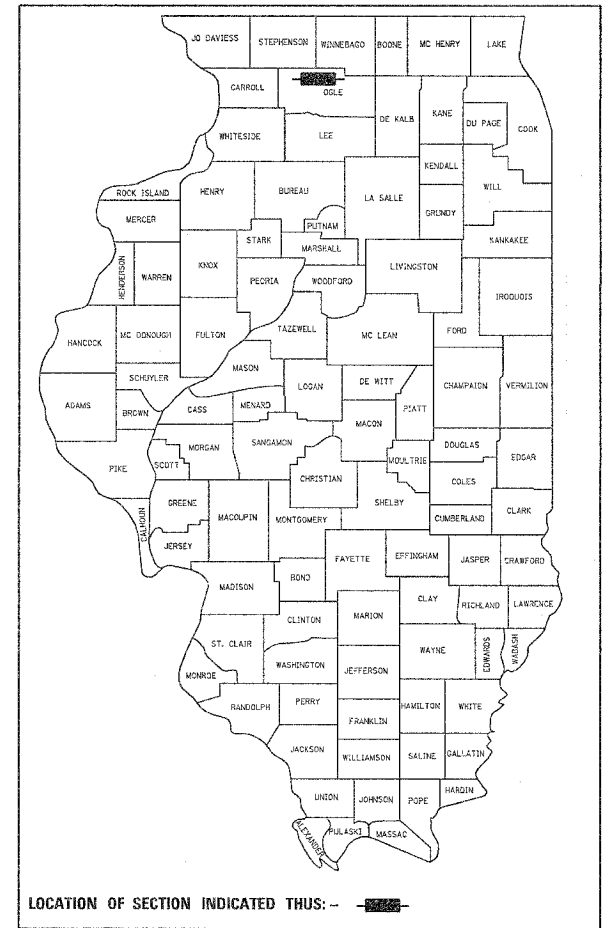 JO DAVIESS STEPHENSON WINNEBAGO BOONE MC HENRY LAKE
CARROLL OGLE
DE KALB KANE DU PAGE COOK
WHITESIDE LEE
KENDALL WILL
ROCK ISLAND HENRY BUREAU LA SALLE GRUNDY
MERCER PUTNAM KANKAKEE
STARK MARSHALL LIVINGSTON
HENDERSON WARREN KNOX PEORIA WOODFORD IROQUOIS
HANCOCK MC DONOUGH FULTON TAZEWELL MC LEAN FORD
MASON
SCHUYLER LOGAN DE WITT CHAMPAIGN VERMILION
ADAMS BROWN CASS MENARD MACON PIATT
MORGAN SANGAMON DOUGLAS EDGAR
PIKE SCOTT CHRISTIAN MOULTRIE COLES
GREENE SHELBY CLARK
CALHOUN JERSEY MACOUPIN MONTGOMERY CUMBERLAND
FAYETTE EFFINGHAM JASPER CRAWFORD
MADISON BOND CLAY RICHLAND LAWRENCE
CLINTON MARION
ST. CLAIR WAYNE EDWARDS WABASH
WASHINGTON JEFFERSON
MONROE
RANDOLPH PERRY HAMILTON WHITE
FRANKLIN
JACKSON WILLIAMSON SALINE GALLATIN
UNION JOHNSON POPE HARDIN
ALEXANDER PULASKI MASSAC
LOCATION OF SECTION INDICATED THUS: -